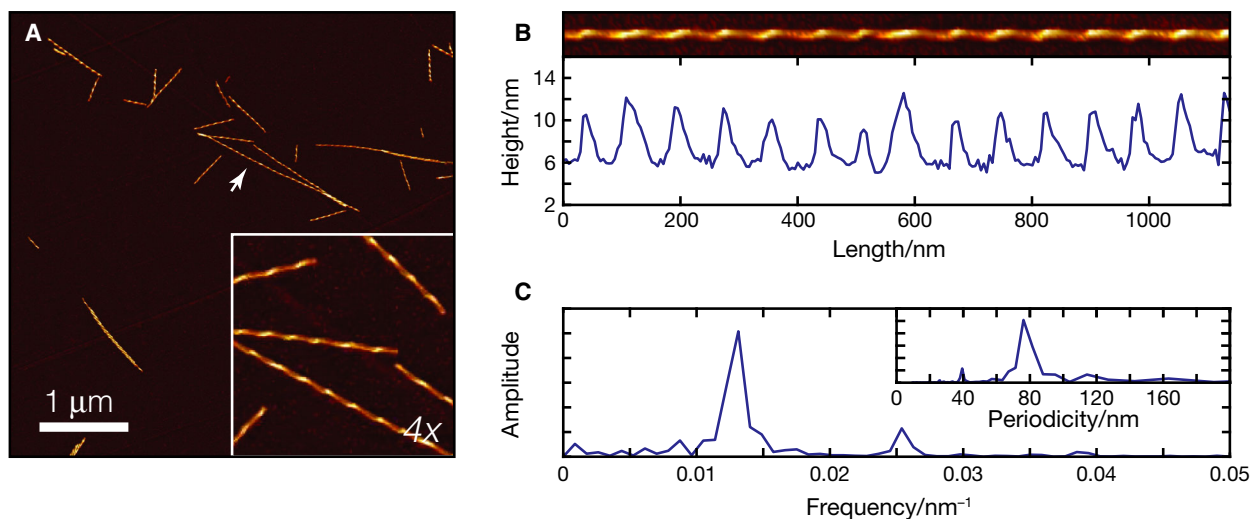 A
1 μm
4x
B
Height/nm
14
10
6
2
0 200 400 600 800 1000
Length/nm
C
Amplitude
0 40 80 120 160
Periodicity/nm
0 0.01 0.02 0.03 0.04 0.05
Frequency/nm⁻¹